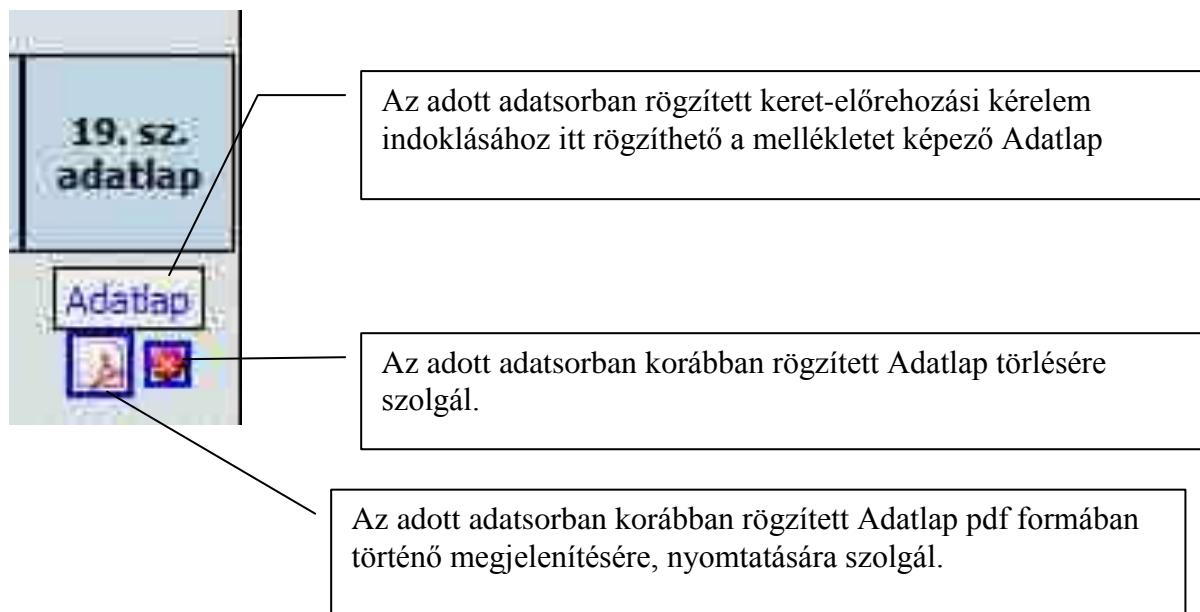 19. sz.
adatlap
Adatlap
Az adott adatsorban rögzített keret-előrehozási kérelem
indoklásához itt rögzíthető a mellékletet képező Adatlap
Az adott adatsorban korábban rögzített Adatlap törlésére
szolgál.
Az adott adatsorban korábban rögzített Adatlap pdf formában
történő megjelenítésére, nyomtatására szolgál.